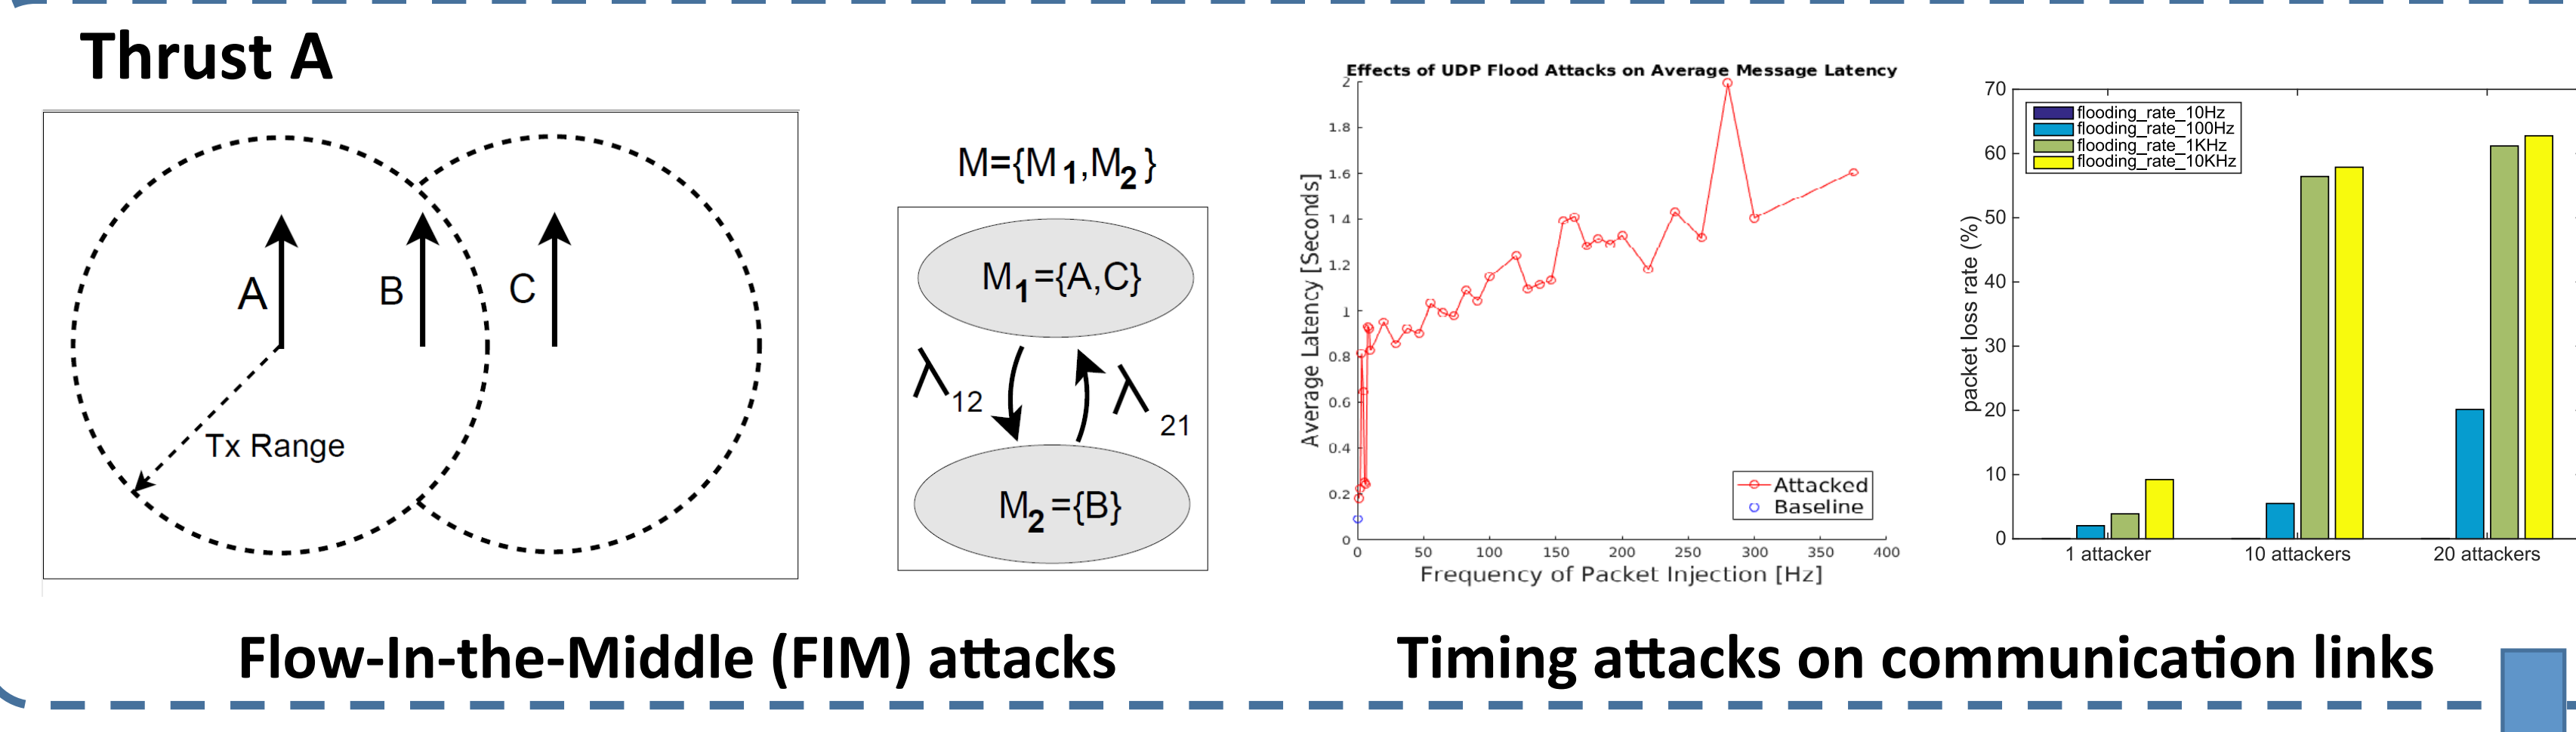 Thrust A
A
B
C
Tx Range
M={M1,M2}
M1={A,C}
λ12
λ21
M2={B}
Flow-In-the-Middle (FIM) attacks
Effects of UDP Flood Attacks on Average Message Latency
Average Latency [Seconds]
2
1.8
1.6
1.4
1.2
1
0.8
0.6
0.4
0.2
0
0 50 100 150 200 250 300 350 400
Frequency of Packet Injection [Hz]
Attacked
Baseline
packet loss rate (%)
70
60
50
40
30
20
10
0
flooding_rate_10Hz
flooding_rate_100Hz
flooding_rate_1KHz
flooding_rate_10KHz
1 attacker 10 attackers 20 attackers
Timing attacks on communication links